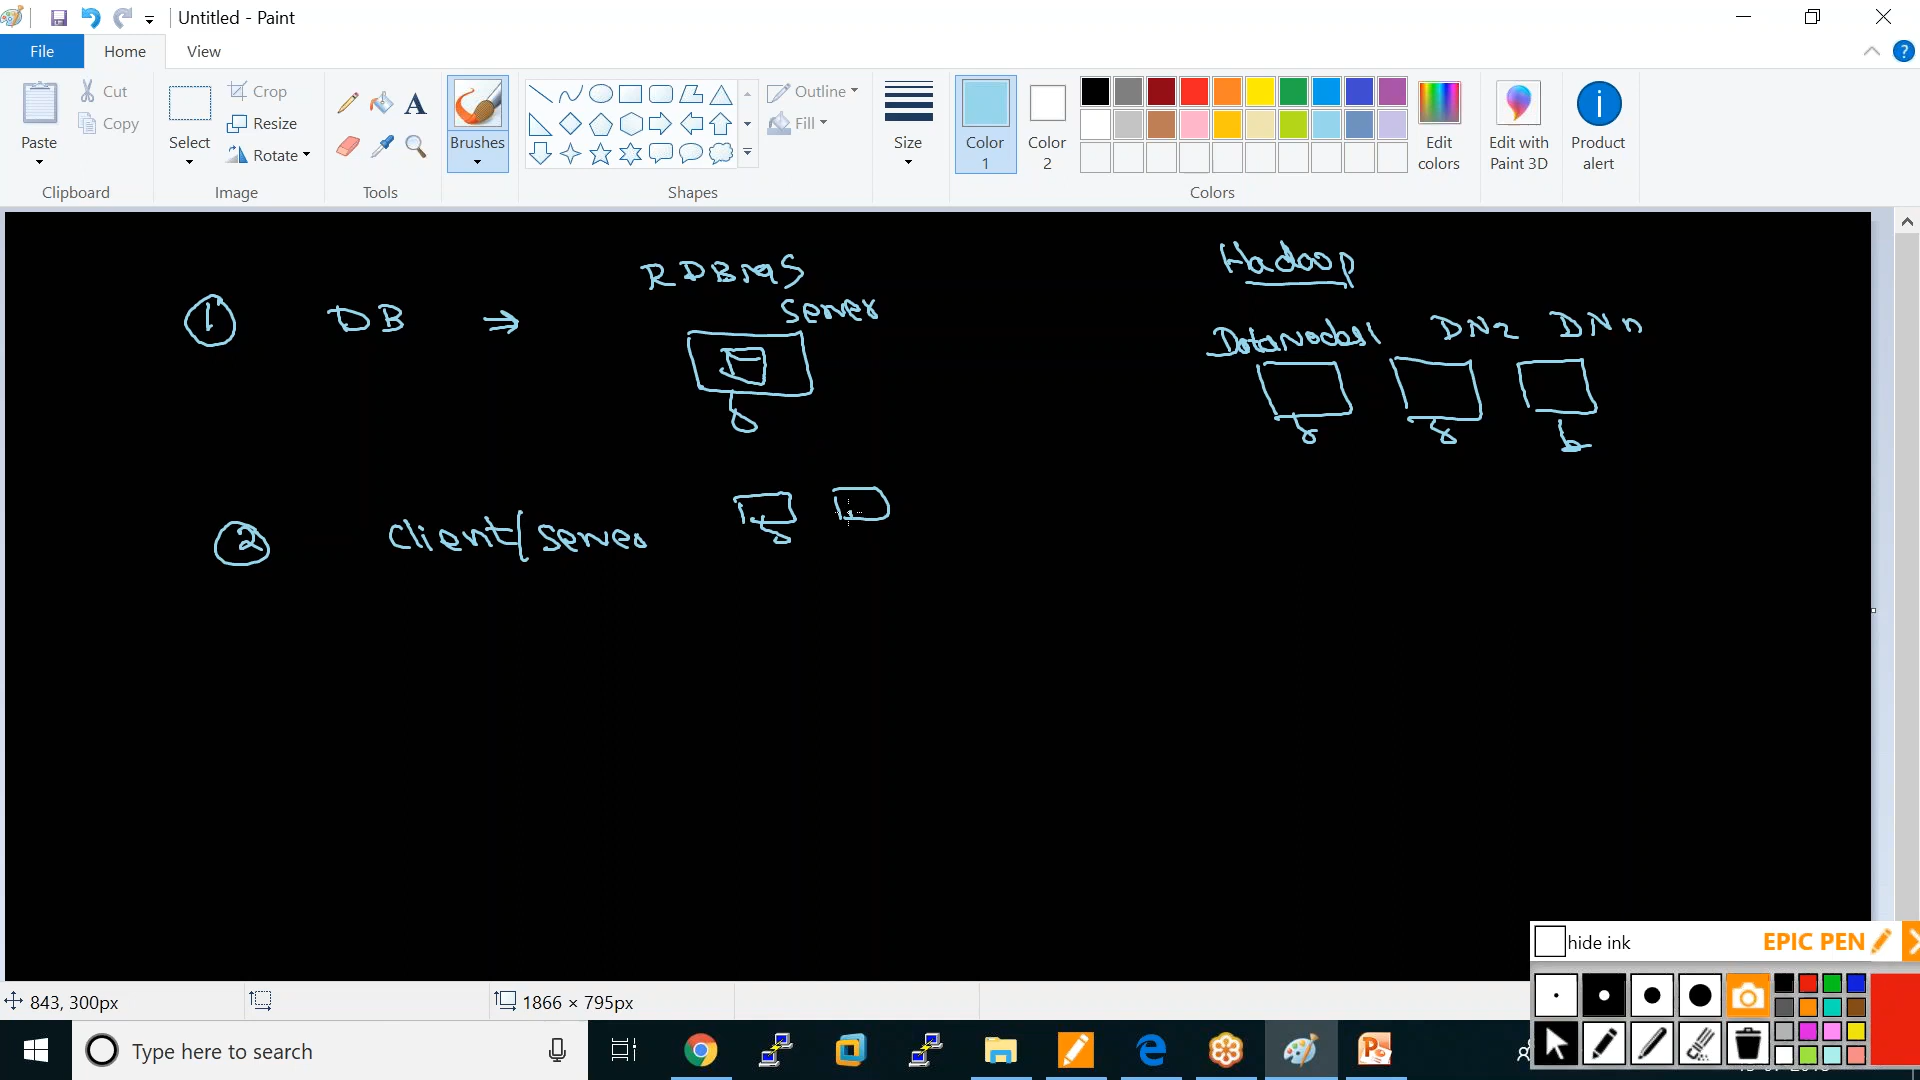 Untitled - Paint
File Home View
Paste
Cut
Copy
Clipboard
Select
Crop
Resize
Rotate
Image
Tools
Brushes
Shapes
Outline
Fill
Size
Color 1
Color 2
Edit colors
Colors
Edit with Paint 3D
Product alert
RDBMS
Hadoop
1 DB ⇒
Server
DataNodes1 DN2 DNn
2 client/server
hide ink EPIC PEN
843, 300px
1866 × 795px
Type here to search